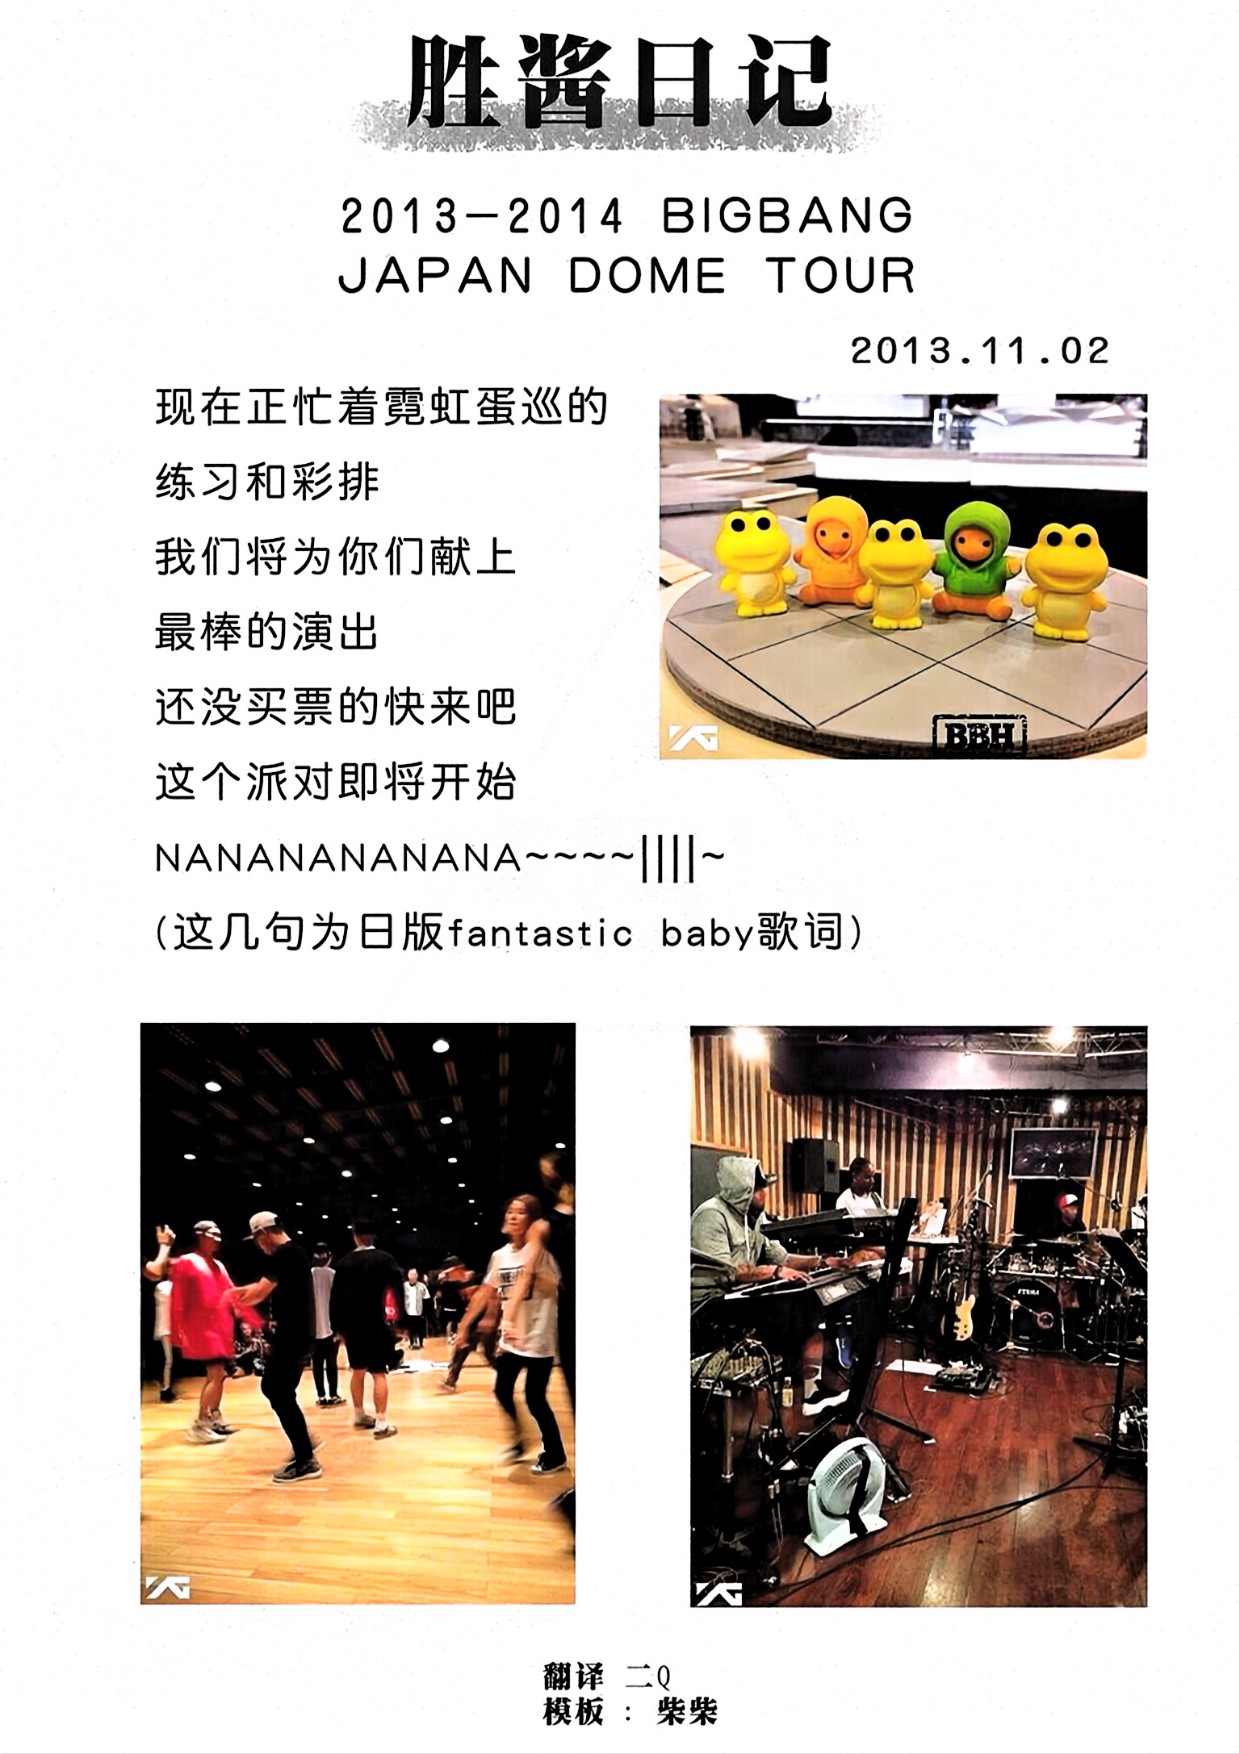 胜酱日记
2013-2014 BIGBANG
JAPAN DOME TOUR
2013.11.02
现在正忙着霓虹蛋巡的
练习和彩排
我们将为你们献上
最棒的演出
还没买票的快来吧
这个派对即将开始
NANANANANANA~~~~||||~
(这几句为日版fantastic baby歌词)
BBH
YG
YG
YG
翻译 二Q
模板 : 柴柴